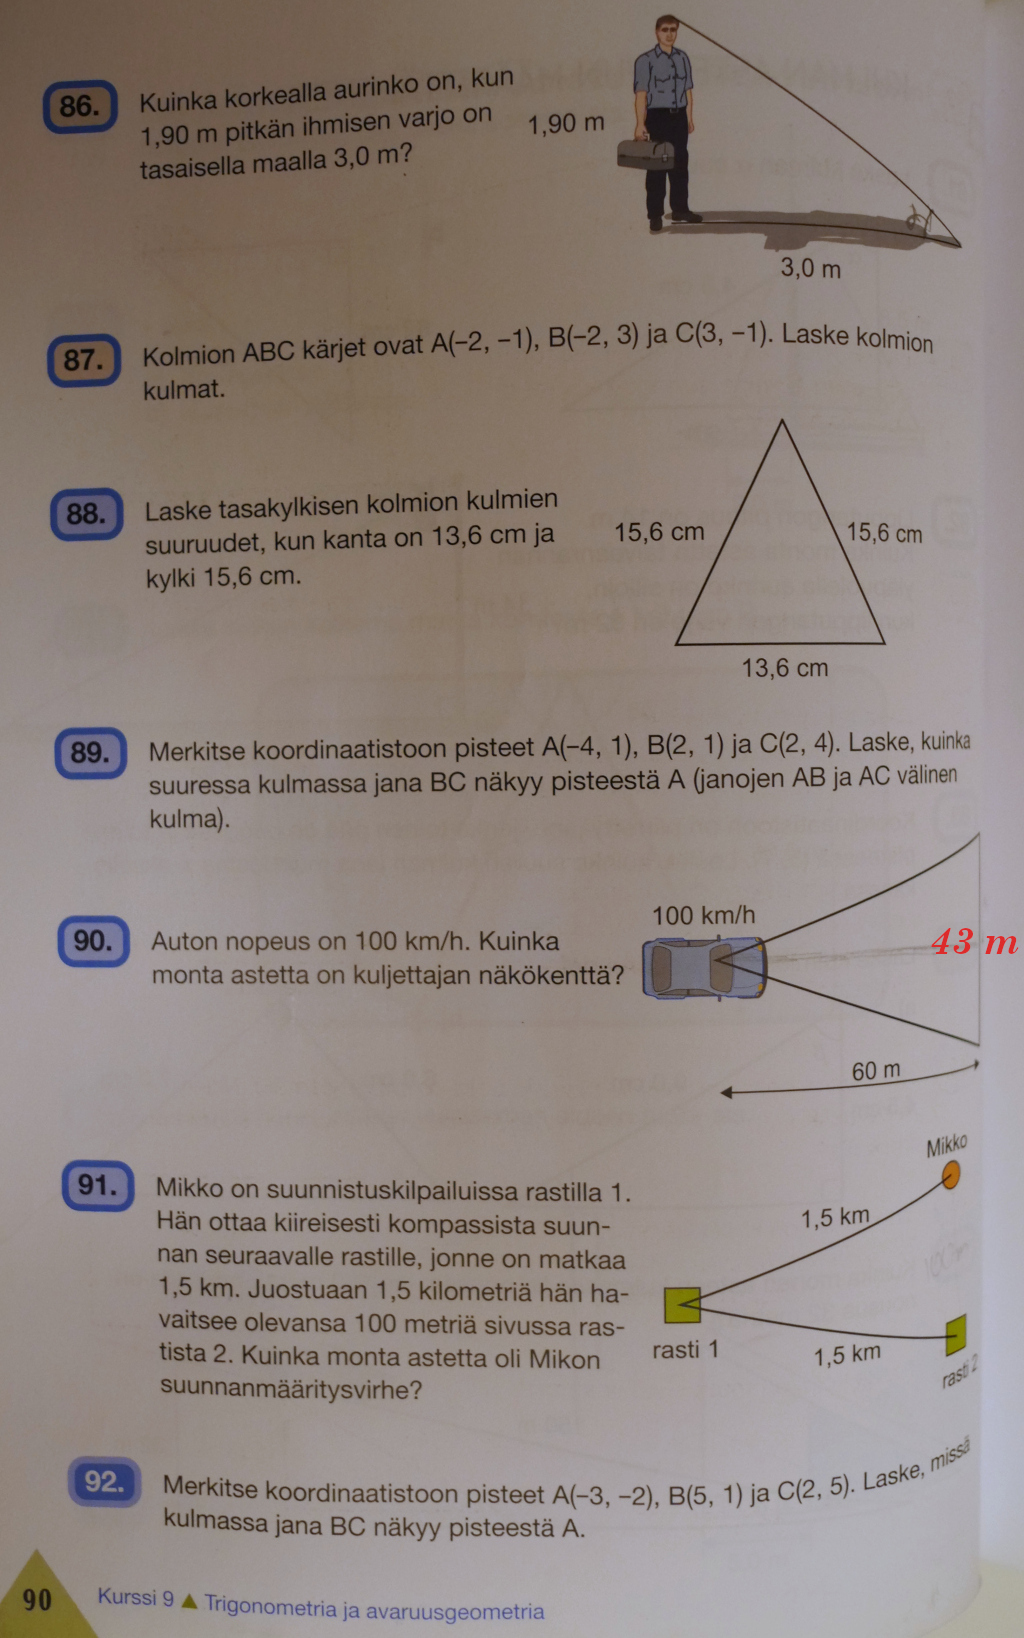 86.
Kuinka korkealla aurinko on, kun
1,90 m pitkän ihmisen varjo on
tasaisella maalla 3,0 m?
1,90 m
3,0 m
87.
Kolmion ABC kärjet ovat A(−2, −1), B(−2, 3) ja C(3, −1). Laske kolmion
kulmat.
88.
Laske tasakylkisen kolmion kulmien
suuruudet, kun kanta on 13,6 cm ja
kylki 15,6 cm.
15,6 cm
15,6 cm
13,6 cm
89.
Merkitse koordinaatistoon pisteet A(−4, 1), B(2, 1) ja C(2, 4). Laske, kuinka
suuressa kulmassa jana BC näkyy pisteestä A (janojen AB ja AC välinen
kulma).
90.
Auton nopeus on 100 km/h. Kuinka
monta astetta on kuljettajan näkökenttä?
100 km/h
43 m
60 m
91.
Mikko on suunnistuskilpailuissa rastilla 1.
Hän ottaa kiireisesti kompassista suun-
nan seuraavalle rastille, jonne on matkaa
1,5 km. Juostuaan 1,5 kilometriä hän ha-
vaitsee olevansa 100 metriä sivussa ras-
tista 2. Kuinka monta astetta oli Mikon
suunnanmääritysvirhe?
Mikko
1,5 km
rasti 1
1,5 km
rasti 2
92.
Merkitse koordinaatistoon pisteet A(−3, −2), B(5, 1) ja C(2, 5). Laske, missä
kulmassa jana BC näkyy pisteestä A.
90
Kurssi 9 ▲ Trigonometria ja avaruusgeometria